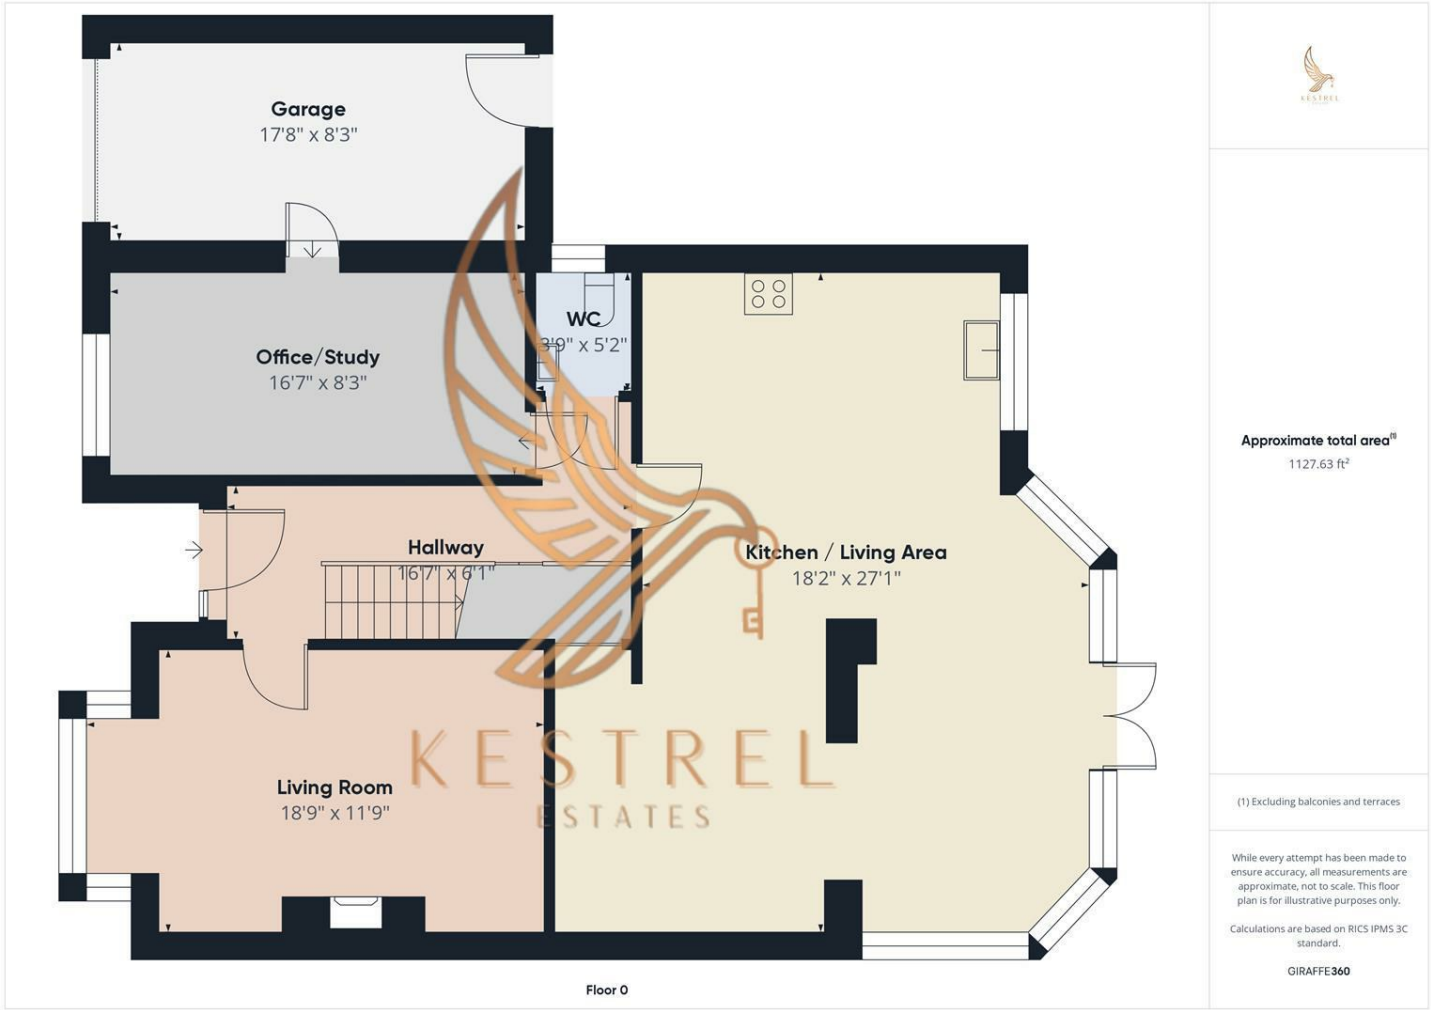 Garage
17'8" x 8'3"
WC
3'9" x 5'2"
Office/Study
16'7" x 8'3"
Hallway
16'7" x 6'1"
Kitchen / Living Area
18'2" x 27'1"
Living Room
18'9" x 11'9"
KESTREL
ESTATES
Floor 0
KESTREL
Approximate total area⁽¹⁾
1127.63 ft²
(1) Excluding balconies and terraces
While every attempt has been made to
ensure accuracy, all measurements are
approximate, not to scale. This floor
plan is for illustrative purposes only.
Calculations are based on RICS IPMS 3C
standard.
GIRAFFE360